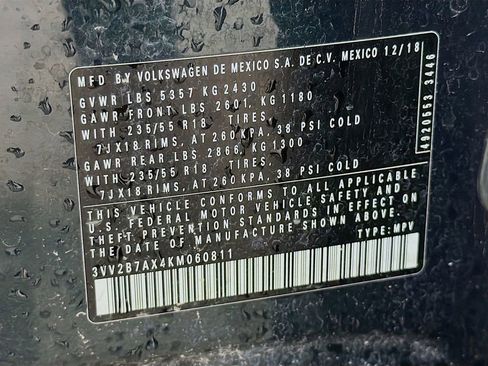 MFD BY VOLKSWAGEN DE MEXICO S.A. DE C.V. MEXICO 12/18
GVWR LBS 5357 KG 2430
GAWR FRONT LBS 2601. KG 1180
WITH 235/55 R18 TIRES,
7JX18 RIMS, AT 260 KPA, 38 PSI COLD
GAWR REAR LBS 2866, KG 1300
WITH 235/55 R18 TIRES,
7JX18 RIMS, AT 260 KPA, 38 PSI COLD
THIS VEHICLE CONFORMS TO ALL APPLICABLE
U.S. FEDERAL MOTOR VEHICLE SAFETY AND
THEFT PREVENTION STANDARDS IN EFFECT ON
THE DATE OF MANUFACTURE SHOWN ABOVE
3VV2B7AX4KM060811 TYPE: MPV
4920553 3446